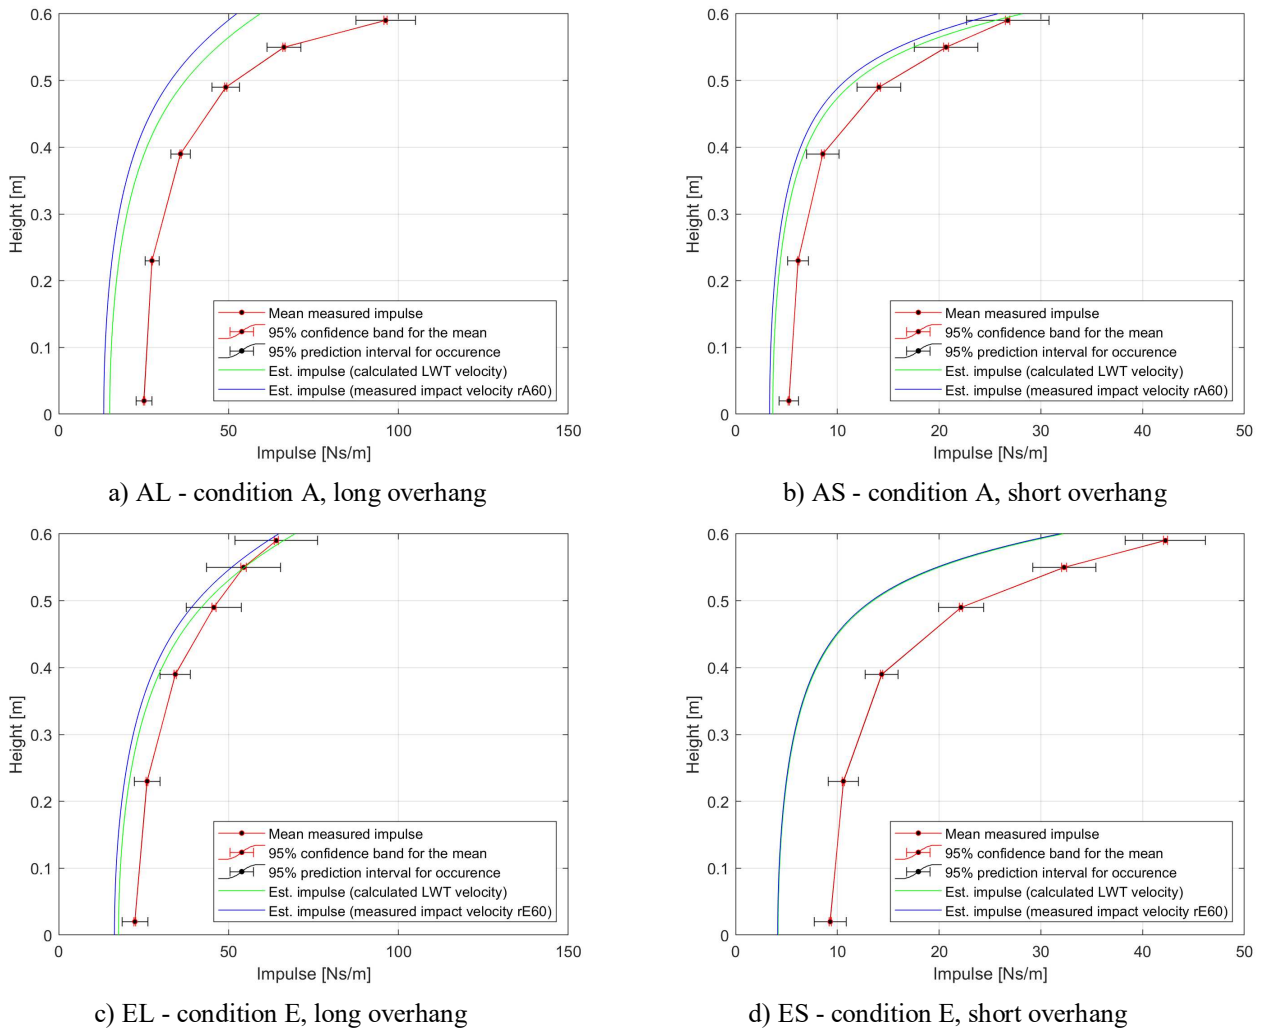 0.6
0.5
0.4
0.3
0.2
0.1
0
Height [m]
0 50 100 150
Impulse [Ns/m]
Mean measured impulse
95% confidence band for the mean
95% prediction interval for occurence
Est. impulse (calculated LWT velocity)
Est. impulse (measured impact velocity rA60)
a) AL - condition A, long overhang
0.6
0.5
0.4
0.3
0.2
0.1
0
Height [m]
0 10 20 30 40 50
Impulse [Ns/m]
Mean measured impulse
95% confidence band for the mean
95% prediction interval for occurence
Est. impulse (calculated LWT velocity)
Est. impulse (measured impact velocity rA60)
b) AS - condition A, short overhang
0.6
0.5
0.4
0.3
0.2
0.1
0
Height [m]
0 50 100 150
Impulse [Ns/m]
Mean measured impulse
95% confidence band for the mean
95% prediction interval for occurence
Est. impulse (calculated LWT velocity)
Est. impulse (measured impact velocity rE60)
c) EL - condition E, long overhang
0.6
0.5
0.4
0.3
0.2
0.1
0
Height [m]
0 10 20 30 40 50
Impulse [Ns/m]
Mean measured impulse
95% confidence band for the mean
95% prediction interval for occurence
Est. impulse (calculated LWT velocity)
Est. impulse (measured impact velocity rE60)
d) ES - condition E, short overhang